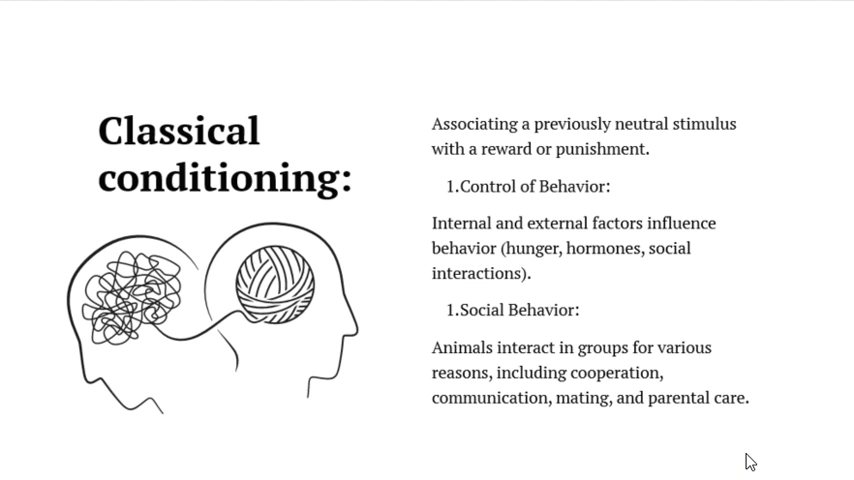 Classical
conditioning:
Associating a previously neutral stimulus
with a reward or punishment.
1.Control of Behavior:
Internal and external factors influence
behavior (hunger, hormones, social
interactions).
1.Social Behavior:
Animals interact in groups for various
reasons, including cooperation,
communication, mating, and parental care.